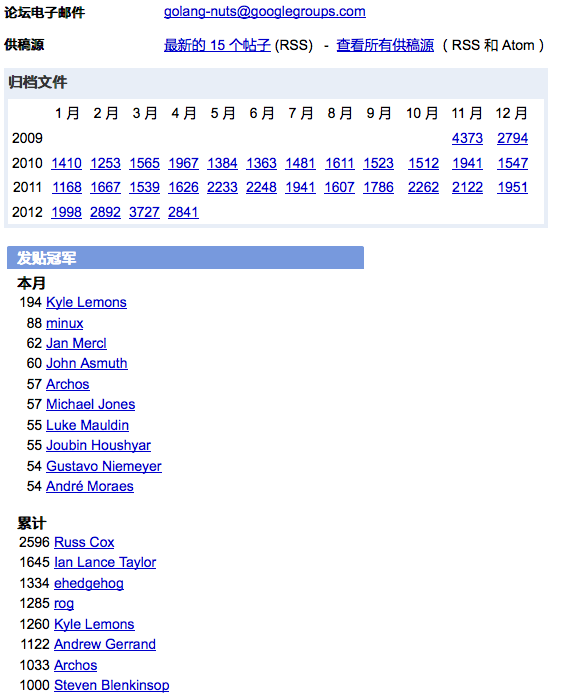 论坛电子邮件 golang-nuts@googlegroups.com
供稿源 最新的 15 个帖子 (RSS) - 查看所有供稿源 ( RSS 和 Atom )
归档文件
1 月 2 月 3 月 4 月 5 月 6 月 7 月 8 月 9 月 10 月 11 月 12 月
2009 4373 2794
2010 1410 1253 1565 1967 1384 1363 1481 1611 1523 1512 1941 1547
2011 1168 1667 1539 1626 2233 2248 1941 1607 1786 2262 2122 1951
2012 1998 2892 3727 2841
发贴冠军
本月
194 Kyle Lemons
88 minux
62 Jan Mercl
60 John Asmuth
57 Archos
57 Michael Jones
55 Luke Mauldin
55 Joubin Houshyar
54 Gustavo Niemeyer
54 André Moraes
累计
2596 Russ Cox
1645 Ian Lance Taylor
1334 ehedgehog
1285 rog
1260 Kyle Lemons
1122 Andrew Gerrand
1033 Archos
1000 Steven Blenkinsop